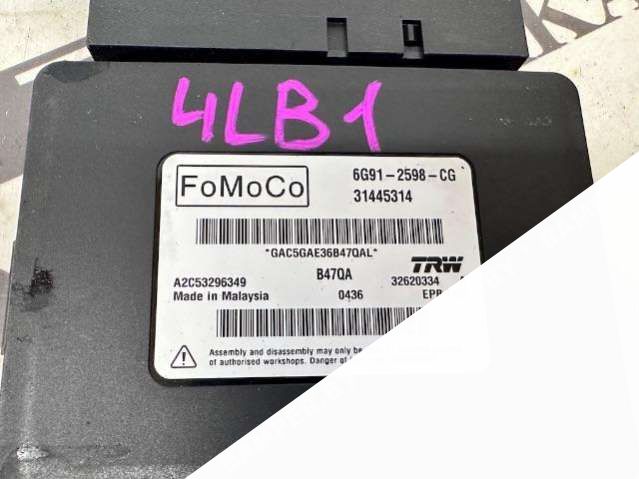 4LB1
FoMoCo
6G91-2598-CG
31445314
*GAC5GAE36B47QAL*
B47QA
TRW
A2C53296349
32620334
Made in Malaysia
0436
EPB
Assembly and disassembly may only be
of authorised workshops. Danger of